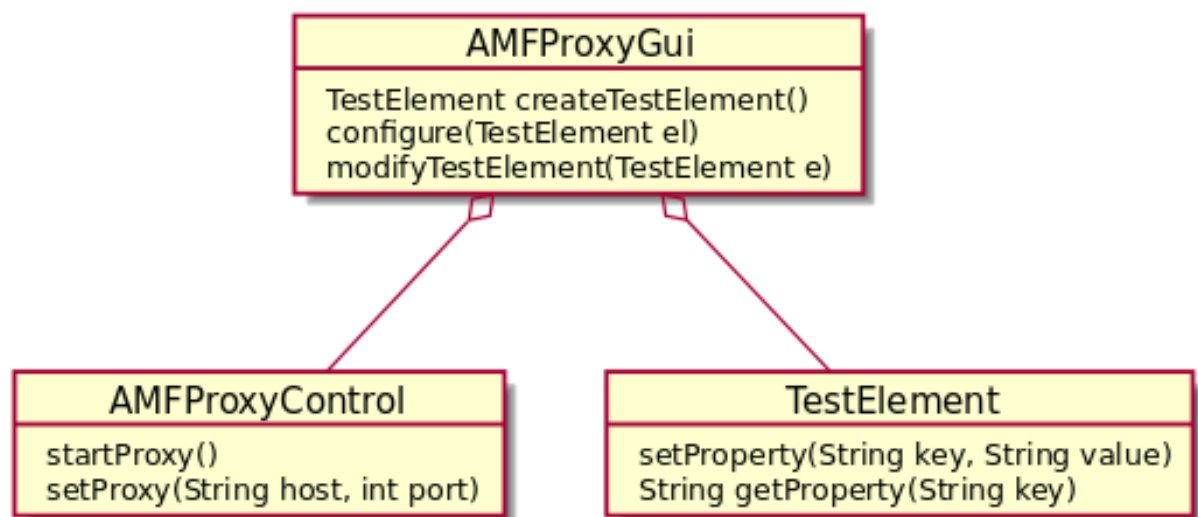 AMFProxyGui
TestElement createTestElement()
configure(TestElement el)
modifyTestElement(TestElement e)
AMFProxyControl
startProxy()
setProxy(String host, int port)
TestElement
setProperty(String key, String value)
String getProperty(String key)